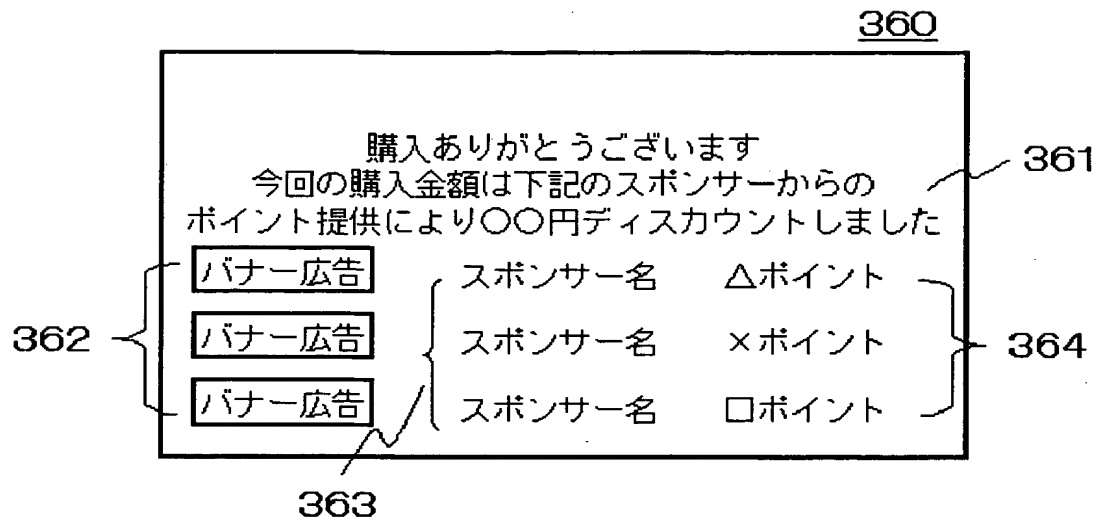 360
購入ありがとうございます
361
今回の購入金額は下記のスポンサーからの
ポイント提供により○○円ディスカウントしました
バナー広告 スポンサー名 △ポイント
362 バナー広告 スポンサー名 ×ポイント 364
バナー広告 スポンサー名 □ポイント
363